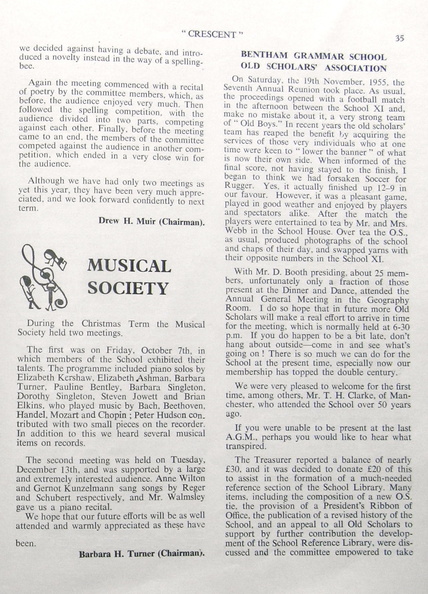 " CRESCENT "
35
we decided against having a debate, and intro-
duced a novelty instead in the way of a spelling-
bee.
Again the meeting commenced with a recital
of poetry by the committee members, which, as
before, the audience enjoyed very much. Then
followed the spelling competition, with the
audience divided into two parts, competing
against each other. Finally, before the meeting
came to an end, the members of the committee
competed against the audience in another com-
petition, which ended in a very close win for
the audience.
Although we have had only two meetings as
yet this year, they have been very much appre-
ciated, and we look forward confidently to next
term.
Drew H. Muir (Chairman).
MUSICAL
SOCIETY
During the Christmas Term the Musical
Society held two meetings.
The first was on Friday, October 7th, in
which members of the School exhibited their
talents. The programme included piano solos by
Elizabeth Kershaw, Elizabeth Ashman, Barbara
Turner, Pauline Bentley, Barbara Singleton,
Dorothy Singleton, Steven Jowett and Brian
Elkins, who played music by Bach, Beethoven,
Handel, Mozart and Chopin ; Peter Hudson con,
tributed with two small pieces on the recorder.
In addition to this we heard several musical
items on records.
The second meeting was held on Tuesday,
December 13th, and was supported by a large
and extremely interested audience. Anne Wilton
and Gernot Kunzelmann sang songs by Reger
and Schubert respectively, and Mr. Walmsley
gave us a piano recital.
We hope that our future efforts will be as well
attended and warmly appreciated as these have
been.
Barbara H. Turner (Chairman).
BENTHAM GRAMMAR SCHOOL
OLD SCHOLARS' ASSOCIATION
On Saturday, the 19th November, 1955, the
Seventh Annual Reunion took place. As usual,
the proceedings opened with a football match
in the afternoon between the School XI and,
make no mistake about it, a very strong team
of " Old Boys." In recent years the old scholars'
team has reaped the benefit by acquiring the
services of those very individuals who at one
time were keen to " lower the banner " of what
is now their own side. When informed of the
final score, not having stayed to the finish, I
began to think we had forsaken Soccer for
Rugger. Yes, it actually finished up 12–9 in
our favour. However, it was a pleasant game,
played in good weather and enjoyed by players
and spectators alike. After the match the
players were entertained to tea by Mr. and Mrs.
Webb in the School House. Over tea the O.S.,
as usual, produced photographs of the school
and chaps of their day, and swapped yarns with
their opposite numbers in the School XI.
With Mr. D. Booth presiding, about 25 mem-
bers, unfortunately only a fraction of those
present at the Dinner and Dance, attended the
Annual General Meeting in the Geography
Room. I do so hope that in future more Old
Scholars will make a real effort to arrive in time
for the meeting, which is normally held at 6-30
p.m. If you do happen to be a bit late, don't
hang about outside—come in and see what's
going on ! There is so much we can do for the
School at the present time, especially now our
membership has topped the double century.
We were very pleased to welcome for the first
time, among others, Mr. T. H. Clarke, of Man-
chester, who attended the School over 50 years
ago.
If you were unable to be present at the last
A.G.M., perhaps you would like to hear what
transpired.
The Treasurer reported a balance of nearly
£30, and it was decided to donate £20 of this
to assist in the formation of a much-needed
reference section of the School Library. Many
items, including the composition of a new O.S.
tie, the provision of a President's Ribbon of
Office, the publication of a revised history of the
School, and an appeal to all Old Scholars to
support by further contribution the develop-
ment of the School Reference Library, were dis-
cussed and the committee empowered to take